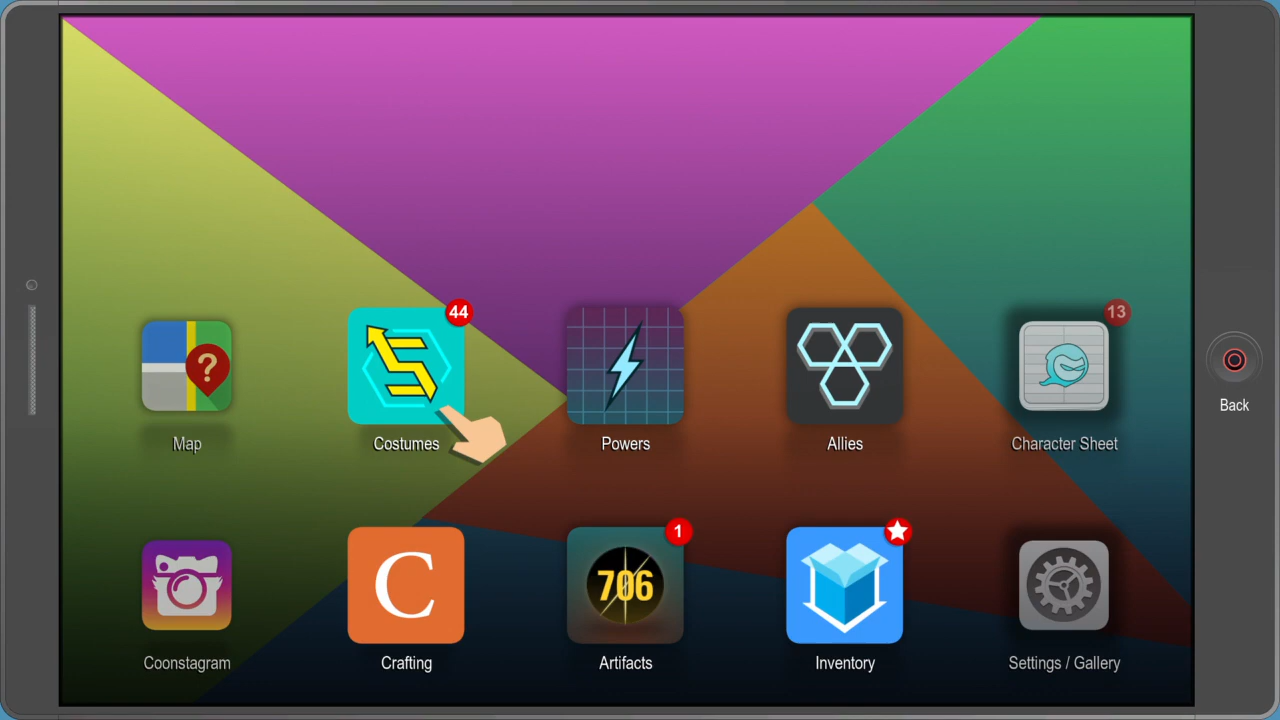 44
13
?
Map
Costumes
Powers
Allies
Character Sheet
Back
1
C
706
Coonstagram
Crafting
Artifacts
Inventory
Settings / Gallery